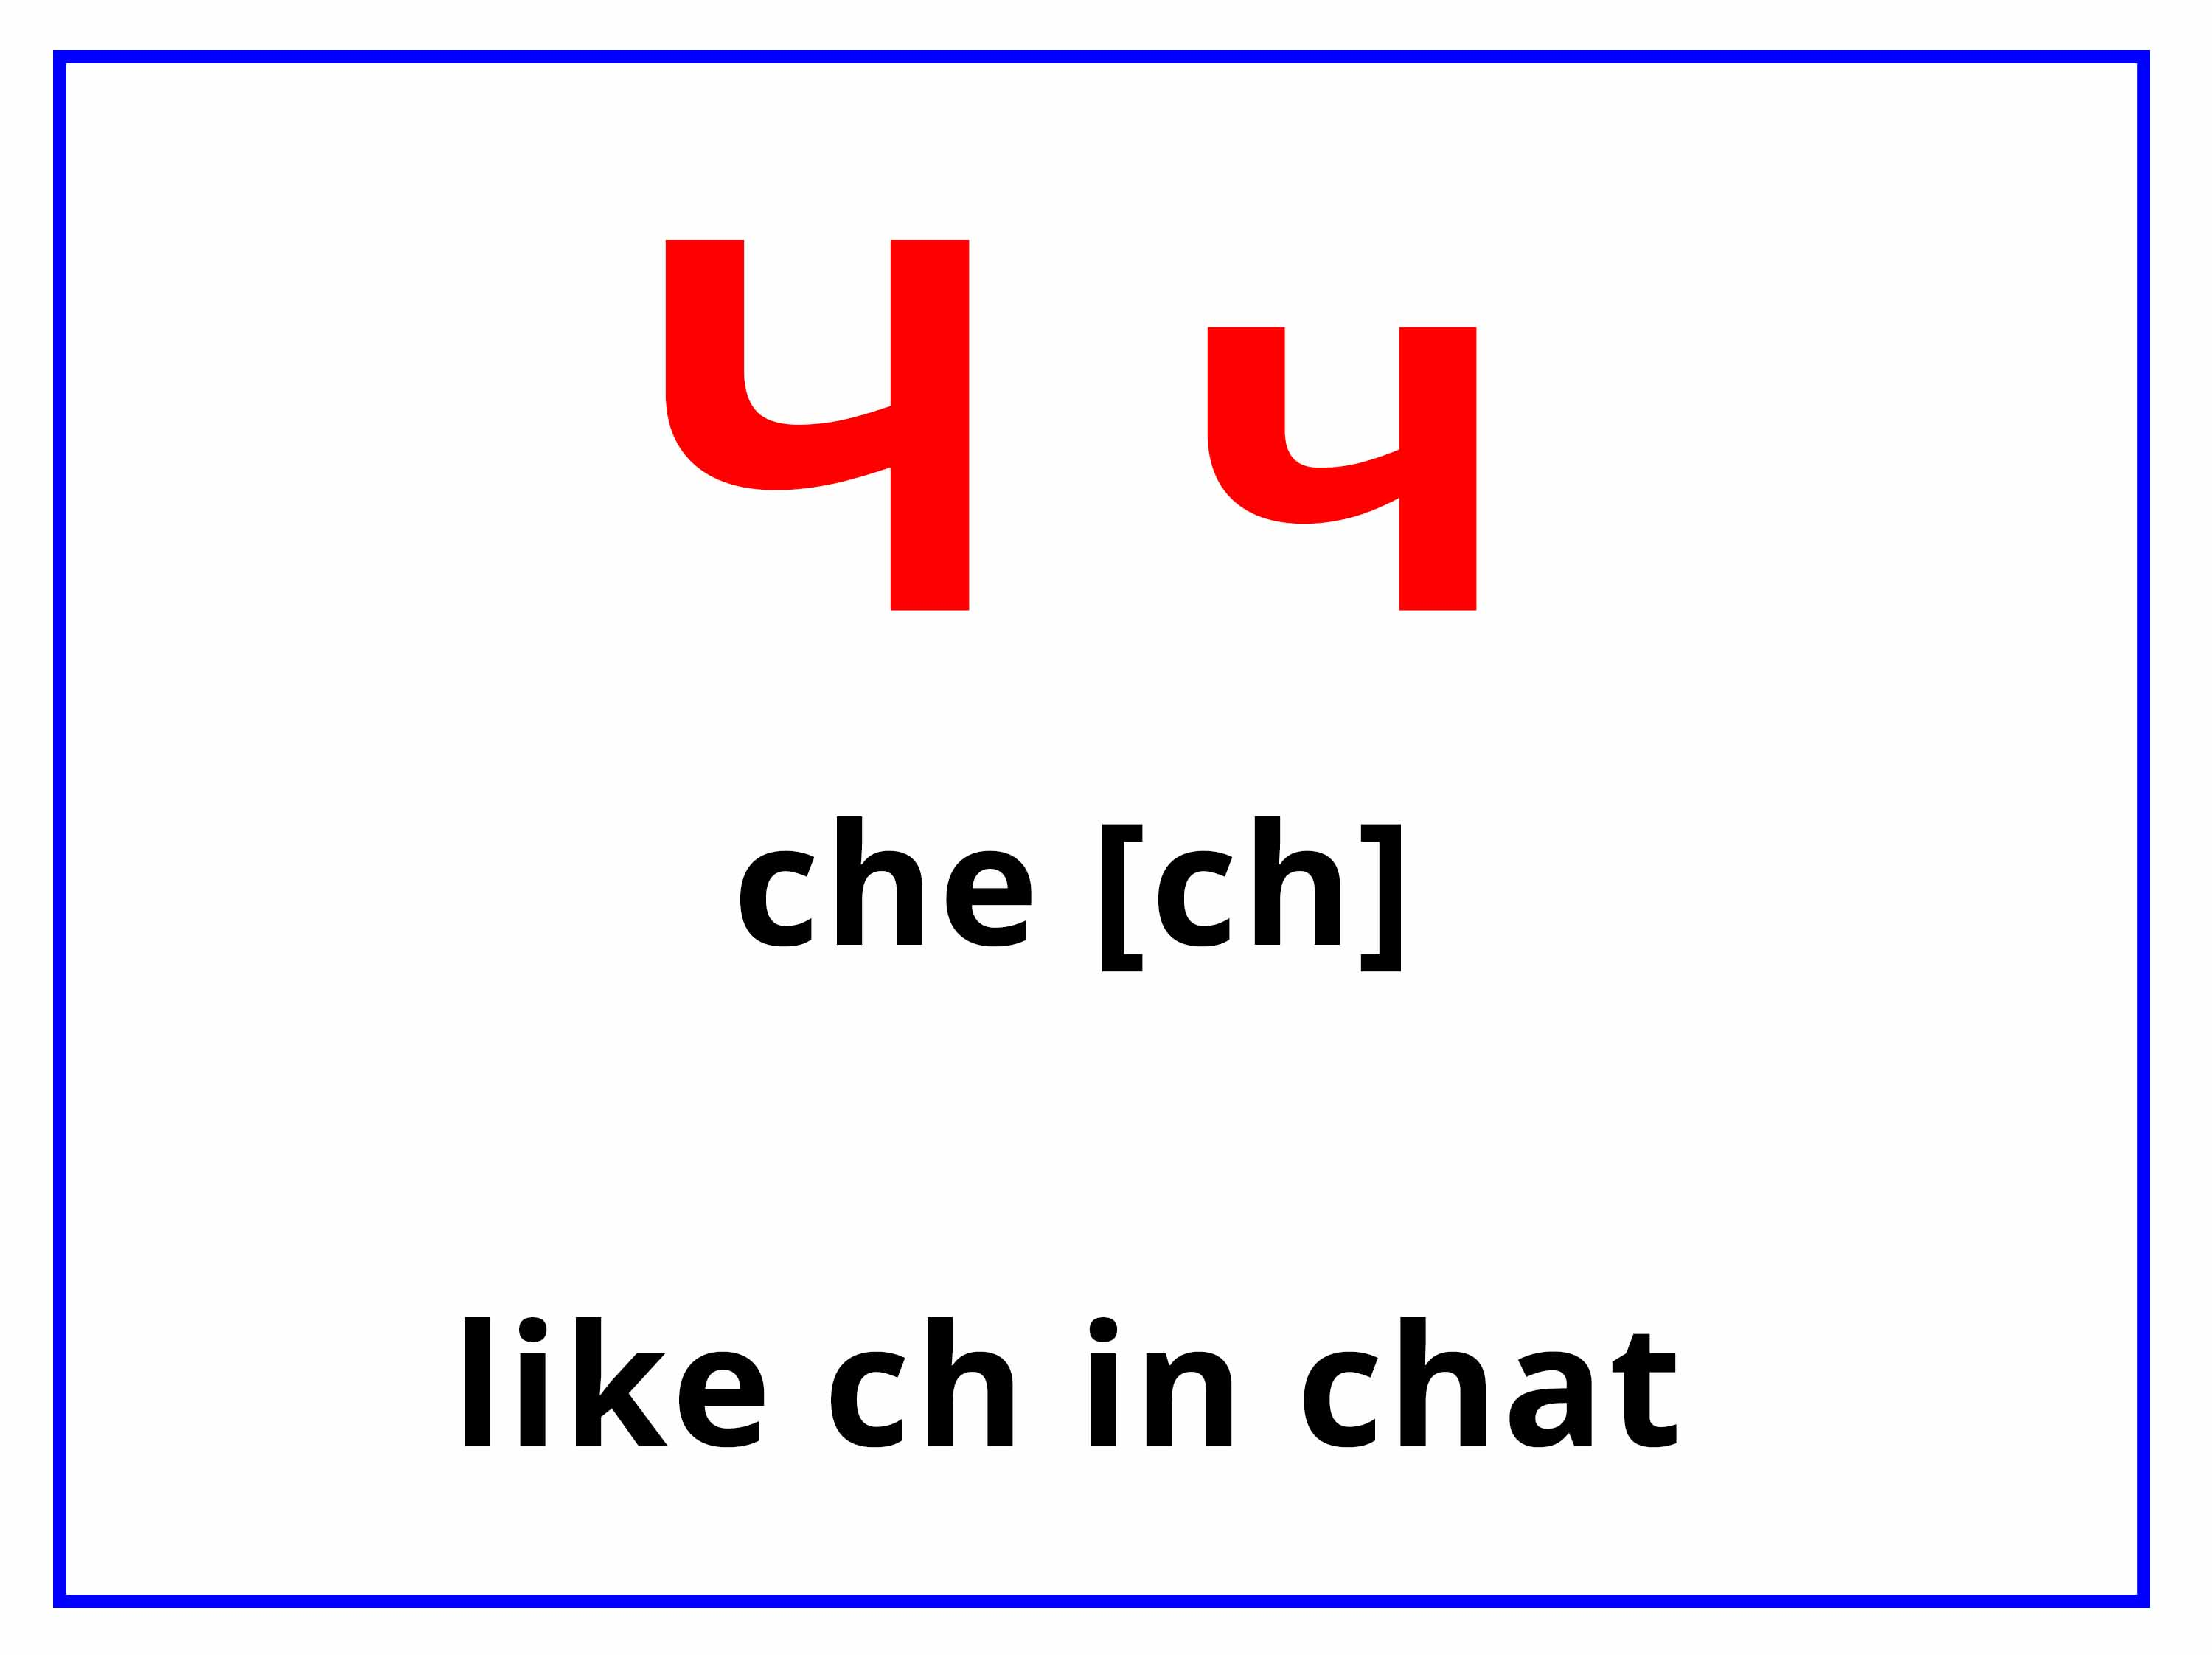 Ч ч
che [ch]
like ch in chat